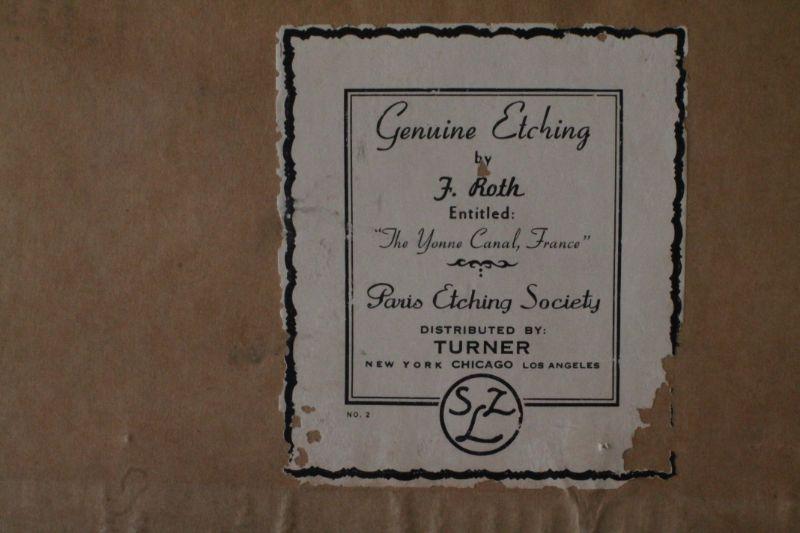 Genuine Etching
by
F. Roth
Entitled:
"The Yonne Canal, France"
Paris Etching Society
DISTRIBUTED BY:
TURNER
NEW YORK CHICAGO LOS ANGELES
NO. 2
SLZ